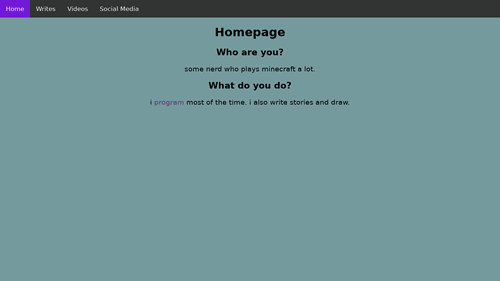 Home Writes Videos Social Media
Homepage
Who are you?
some nerd who plays minecraft a lot.
What do you do?
i program most of the time. i also write stories and draw.